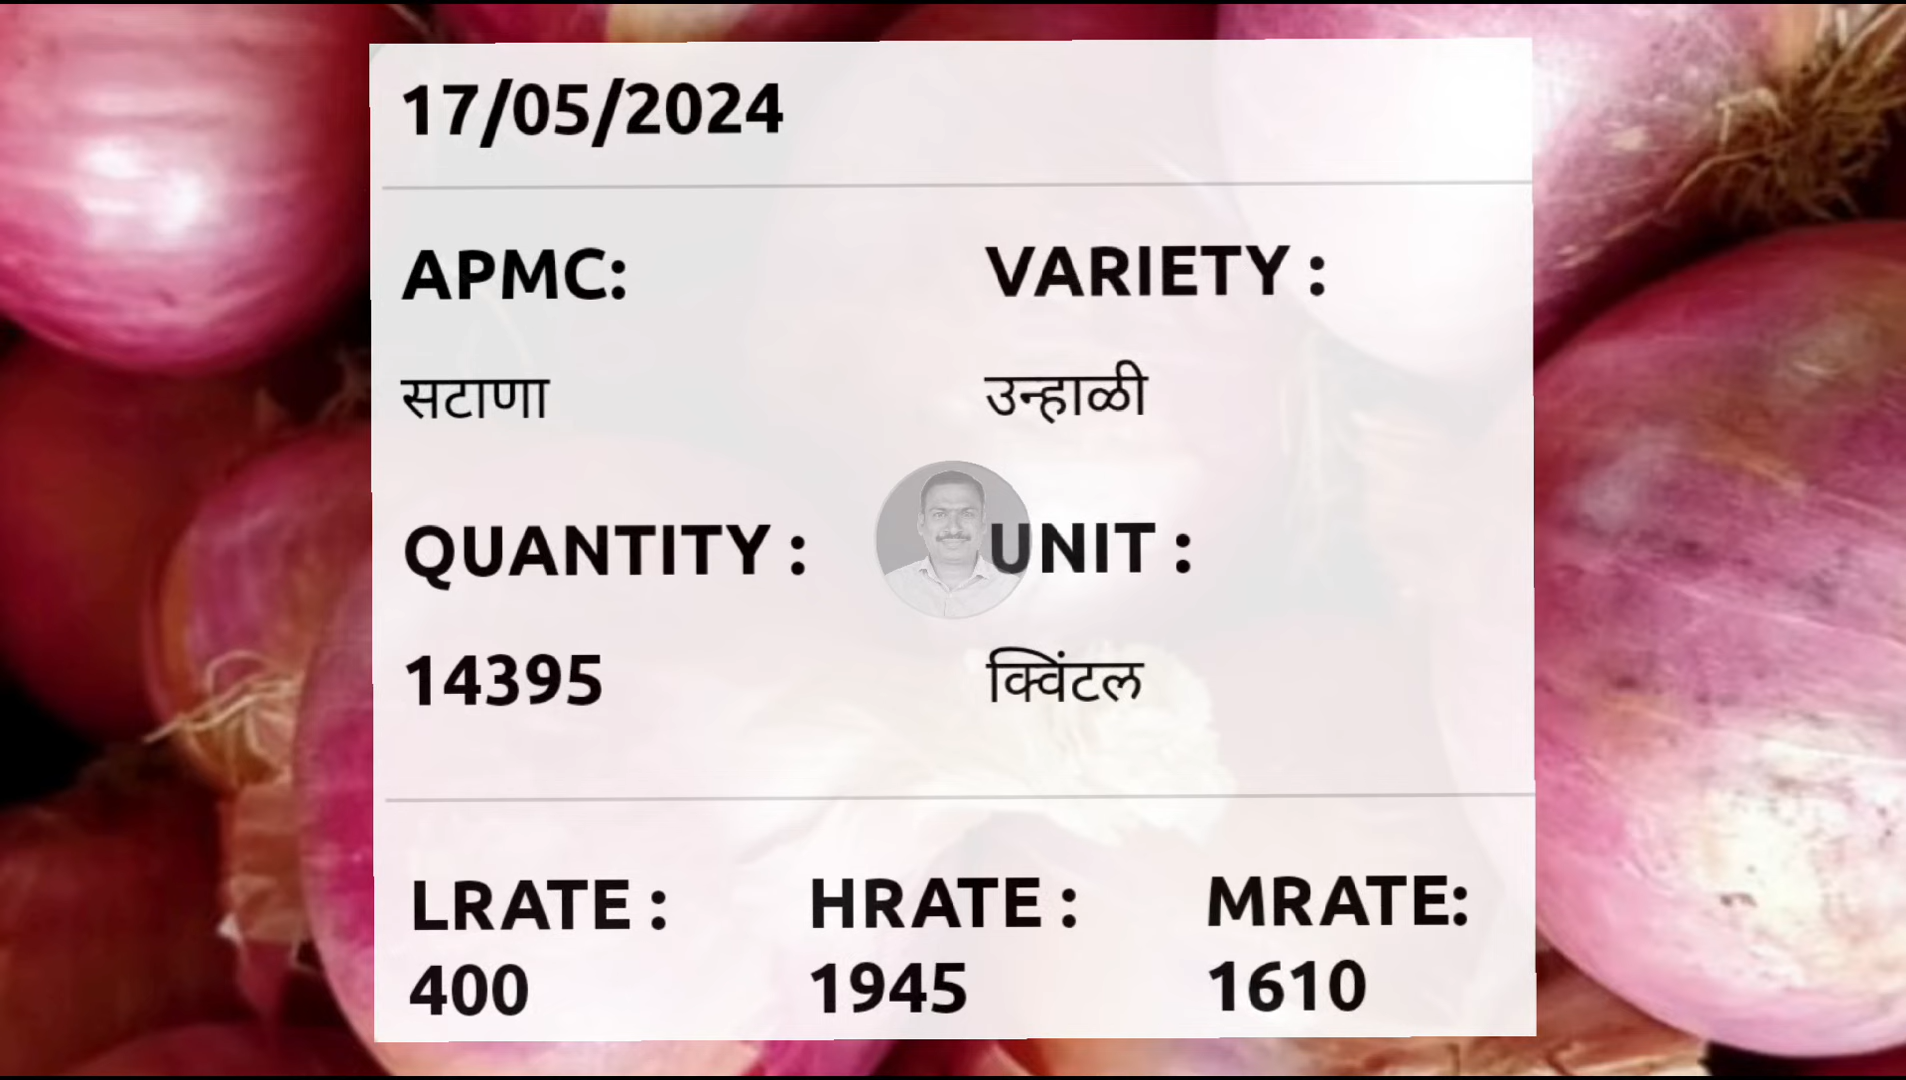 17/05/2024
APMC: VARIETY :
सटाणा उन्हाळी
QUANTITY : UNIT :
14395 क्विंटल
LRATE : HRATE : MRATE:
400 1945 1610